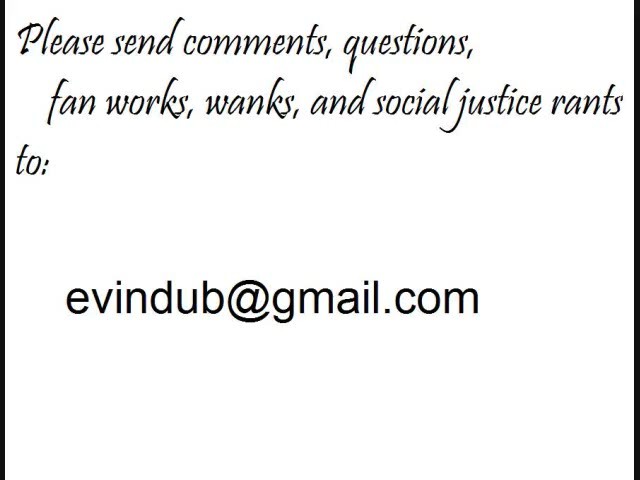 Please send comments, questions,
fan works, wanks, and social justice rants
to:
evindub@gmail.com